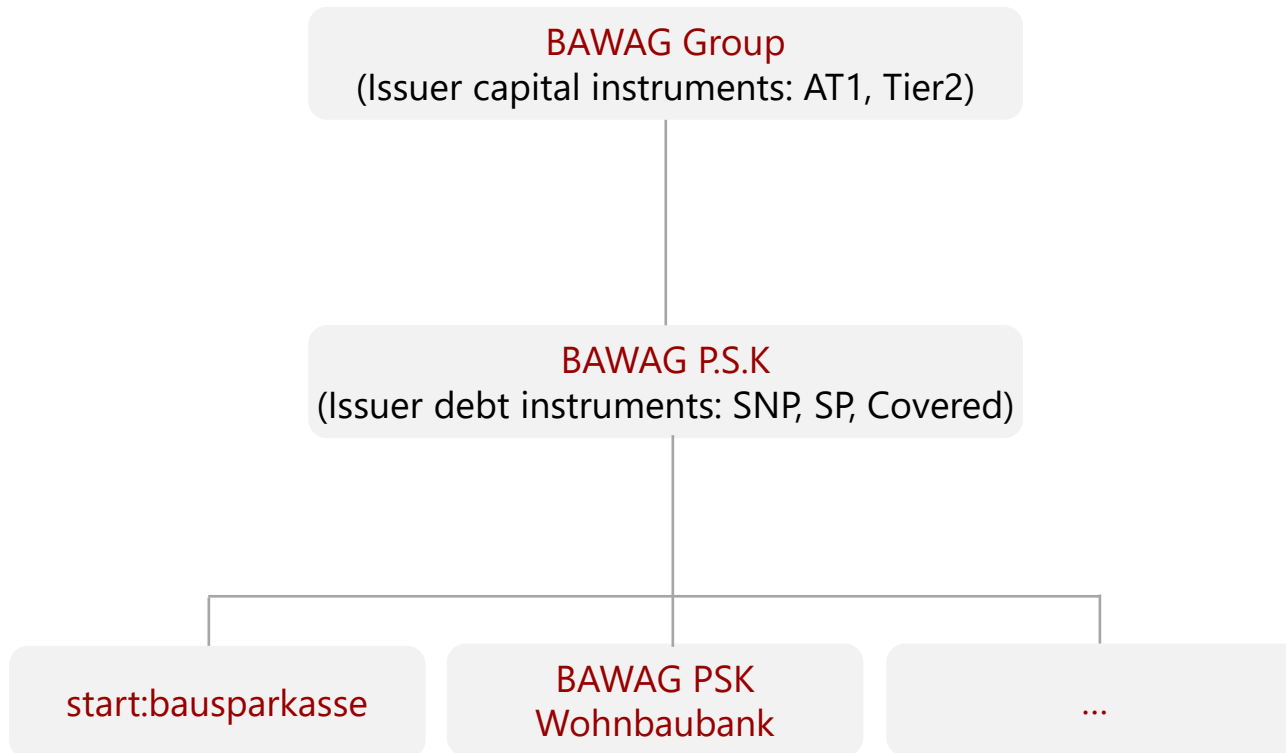 BAWAG Group
(Issuer capital instruments: AT1, Tier2)
BAWAG P.S.K
(Issuer debt instruments: SNP, SP, Covered)
start:bausparkasse
BAWAG PSK
Wohnbaubank
...